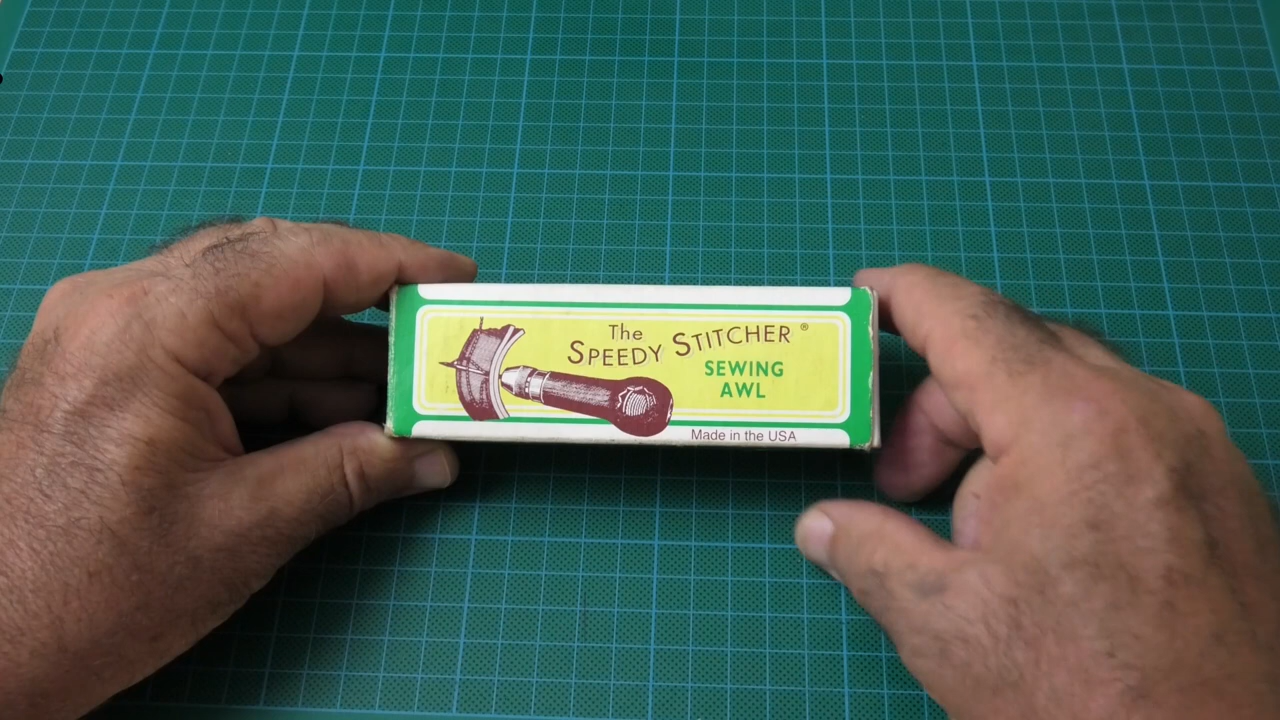 The
SPEEDY STITCHER ®
SEWING
AWL
Made in the USA